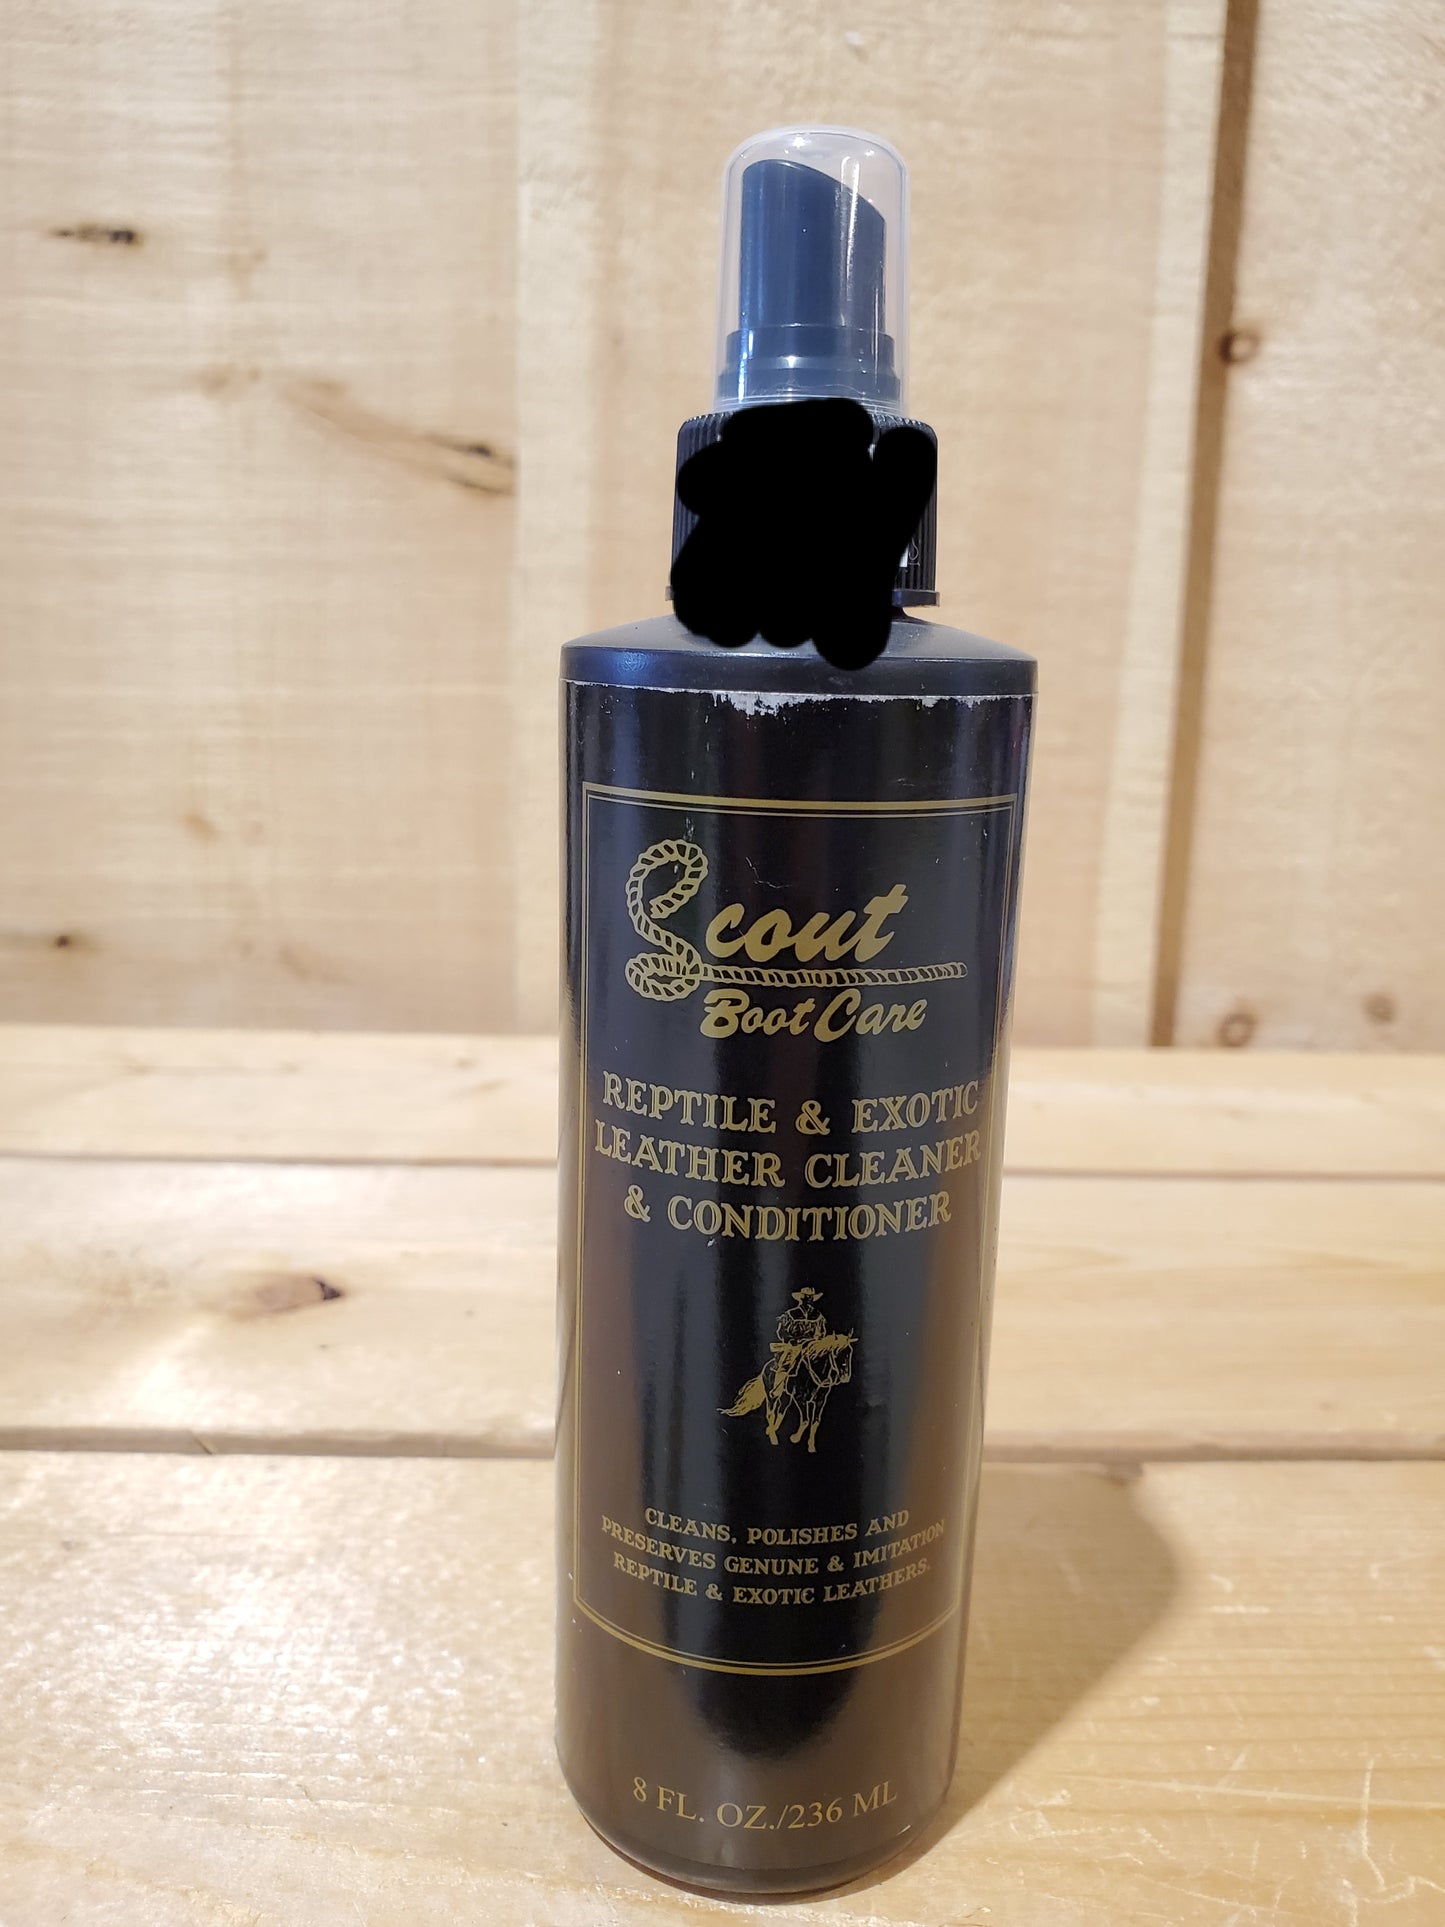 Scout
Boot Care
REPTILE & EXOTIC
LEATHER CLEANER
& CONDITIONER
CLEANS, POLISHES AND
PRESERVES GENUNE & IMITATION
REPTILE & EXOTIC LEATHERS.
8 FL. OZ./236 ML